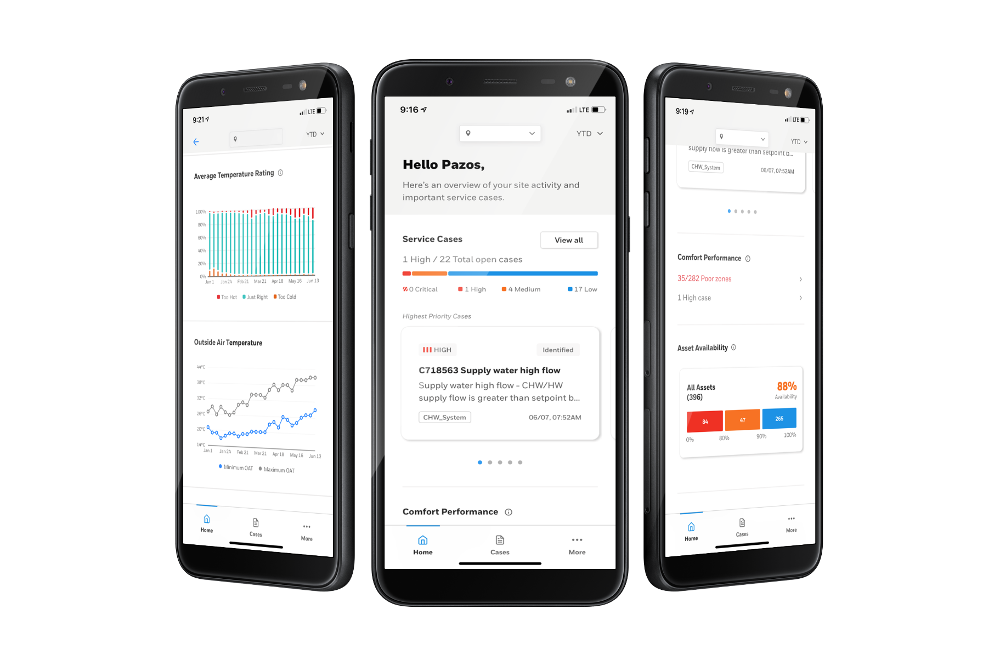 9:21
LTE
YTD
Average Temperature Rating
100%
80%
60%
40%
20%
0%
Jan 1 Jan 24 Feb 21 Mar 21 Apr 18 May 16 Jun 13
Too Hot Just Right Too Cold
Outside Air Temperature
44°C
38°C
32°C
26°C
20°C
14°C
Jan 1 Jan 24 Feb 21 Mar 21 Apr 18 May 16 Jun 13
Minimum OAT Maximum OAT
Home Cases More
9:16
LTE
YTD
Hello Pazos,
Here's an overview of your site activity and
important service cases.
Service Cases
View all
1 High / 22 Total open cases
0 Critical 1 High 4 Medium 17 Low
Highest Priority Cases
HIGH
Identified
C718563 Supply water high flow
Supply water high flow - CHW/HW
supply flow is greater than setpoint b...
CHW_System
06/07, 07:52AM
Comfort Performance
Home Cases More
9:19
LTE
YTD
supply flow is greater than setpoint b...
CHW_System
06/07, 07:52AM
Comfort Performance
35/282 Poor zones
1 High case
Asset Availability
All Assets
(396)
88%
Availability
84 47 265
0% 80% 90% 100%
Home Cases More